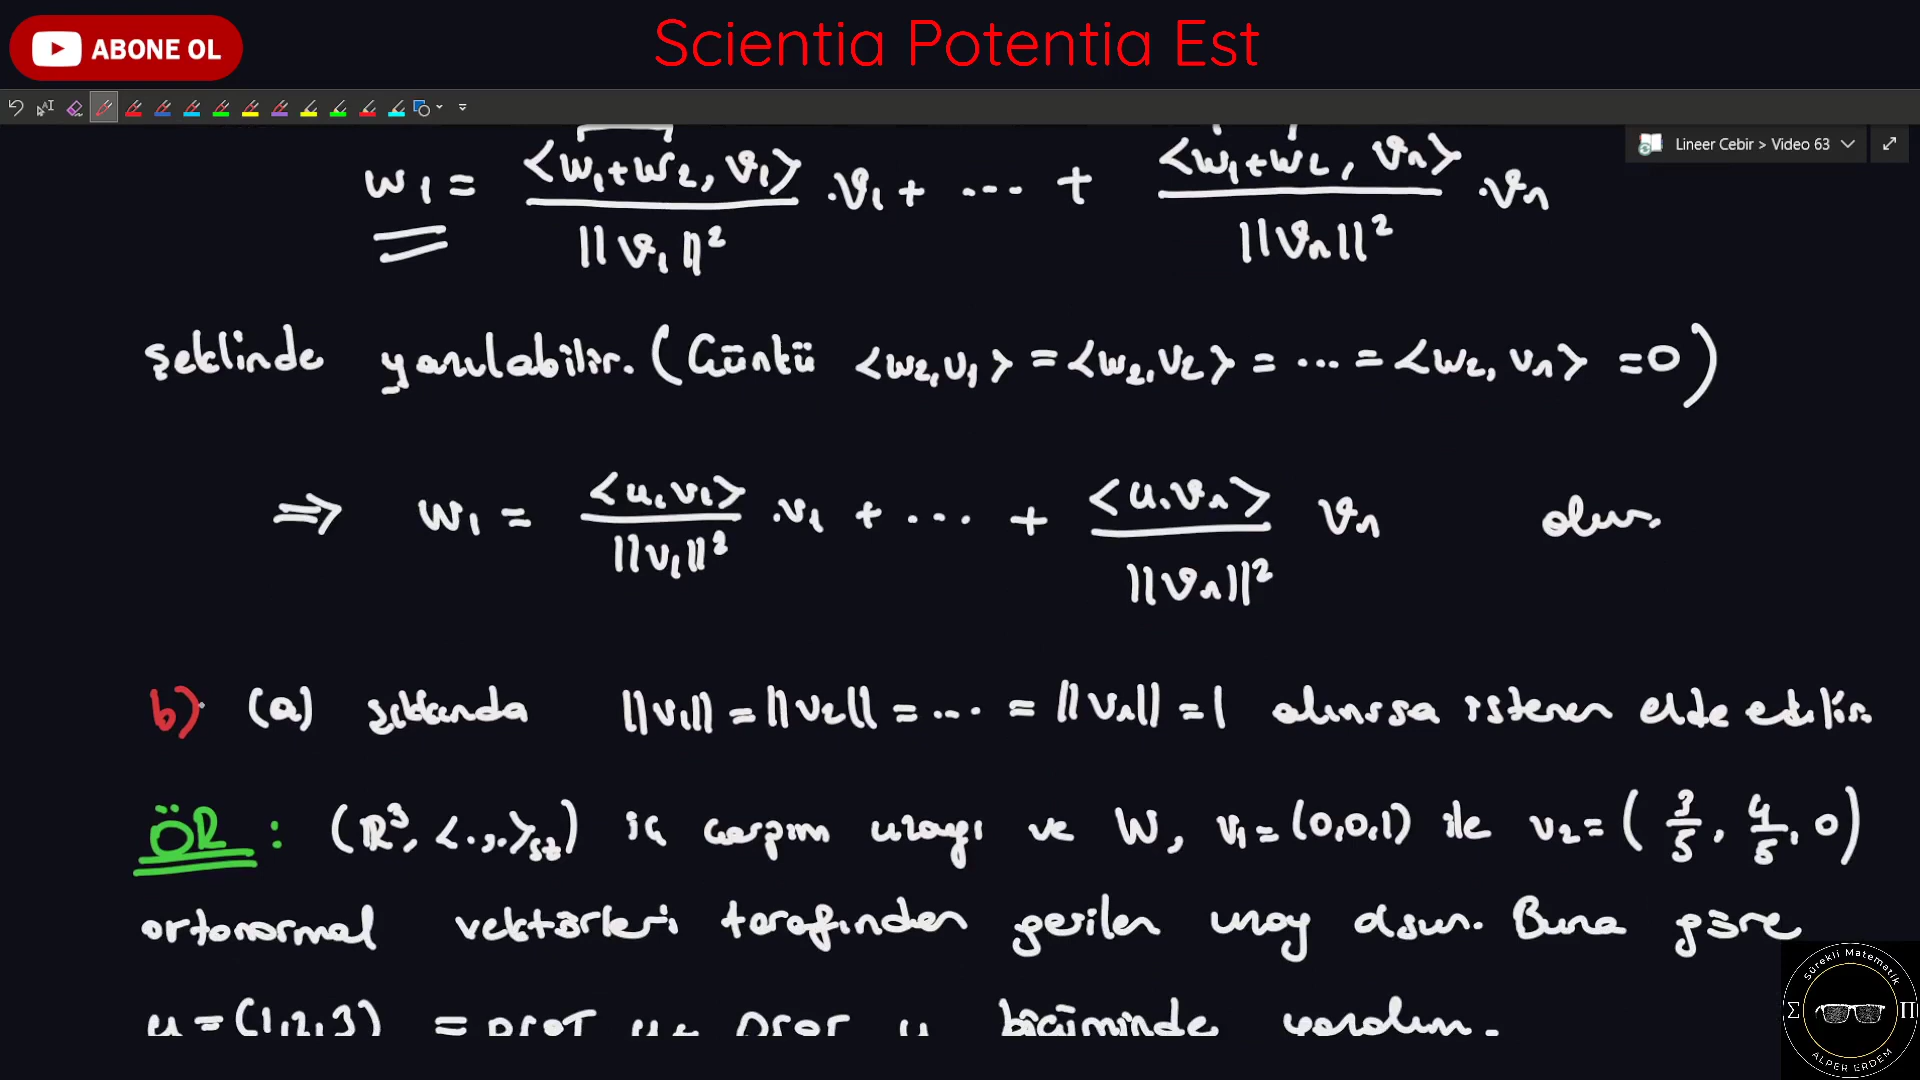 ABONE OL
Scientia Potentia Est
Lineer Cebir > Video 63
w₁ = <w₁+w₂, v₁> / ||v₁||² · v₁ + ... + <w₁+w₂, vₙ> / ||vₙ||² · vₙ
şeklinde yazılabilir. (Çünkü <w₂,v₁> = <w₂,v₂> = ... = <w₂, vₙ> = 0)
⇒ w₁ = <u,v₁> / ||v₁||² · v₁ + ... + <u,vₙ> / ||vₙ||² vₙ olur.
b) (a) şıkkında ||v₁|| = ||v₂|| = ... = ||vₙ|| = 1 alınırsa istenen elde edilir.
ÖR : (ℝ³, <.,.>st) iç çarpım uzayı ve W, v₁=(0,0,1) ile v₂=(3/5, 4/5, 0)
ortonormal vektörleri tarafından gerilen uzay olsun. Buna göre
u = (1,2,3) = biçiminde yazalım.
Sürekli Matematik
Σ Π
ALPER ERDEM